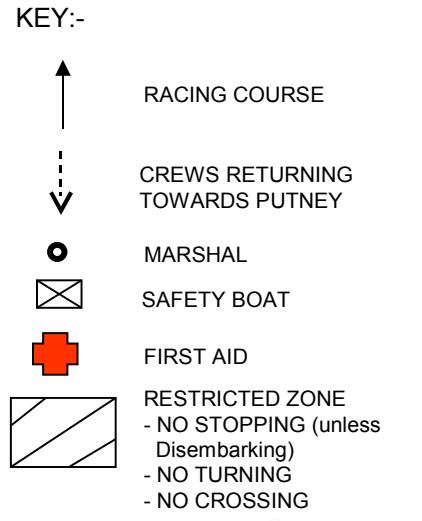 KEY:-
RACING COURSE
CREWS RETURNING
TOWARDS PUTNEY
MARSHAL
SAFETY BOAT
FIRST AID
RESTRICTED ZONE
- NO STOPPING (unless
Disembarking)
- NO TURNING
- NO CROSSING